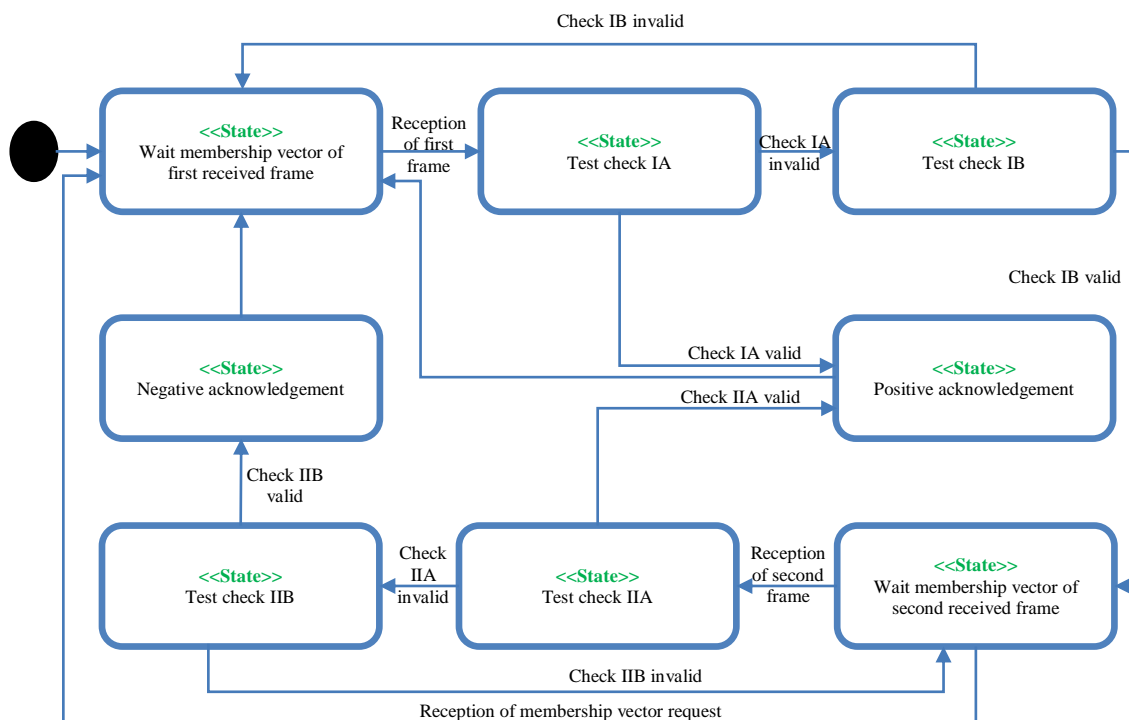 Check IB invalid
<<State>>
Wait membership vector of
first received frame
Reception
of first
frame
<<State>>
Test check IA
Check IA
invalid
<<State>>
Test check IB
Check IB valid
<<State>>
Negative acknowledgement
Check IA valid
Check IIA valid
<<State>>
Positive acknowledgement
Check IIB
valid
<<State>>
Test check IIB
Check
IIA
invalid
<<State>>
Test check IIA
Reception
of second
frame
<<State>>
Wait membership vector of
second received frame
Check IIB invalid
Reception of membership vector request